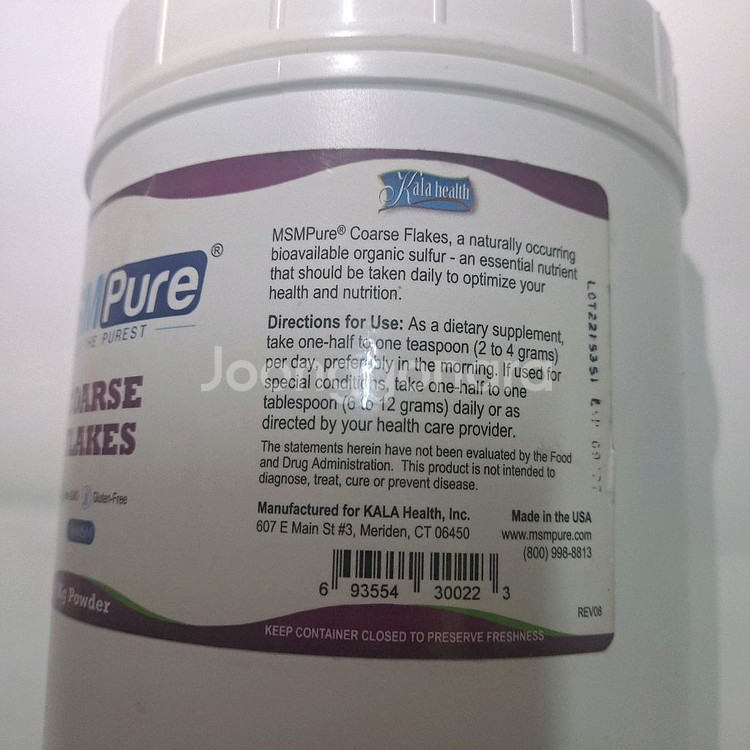 Kala health
MSMPure® Coarse Flakes, a naturally occurring
bioavailable organic sulfur - an essential nutrient
that should be taken daily to optimize your
health and nutrition.
Directions for Use: As a dietary supplement,
take one-half to one teaspoon (2 to 4 grams)
per day, preferably in the morning. If used for
special conditions, take one-half to one
tablespoon (6 to 12 grams) daily or as
directed by your health care provider.
The statements herein have not been evaluated by the Food
and Drug Administration. This product is not intended to
diagnose, treat, cure or prevent disease.
Manufactured for KALA Health, Inc.
607 E Main St #3, Meriden, CT 06450
Made in the USA
www.msmpure.com
(800) 998-8813
6 93554 30022 3
REV08
KEEP CONTAINER CLOSED TO PRESERVE FRESHNESS
LOT2215351
Pure®
THE PUREST
OARSE
LAKES
Gluten-Free
Powder